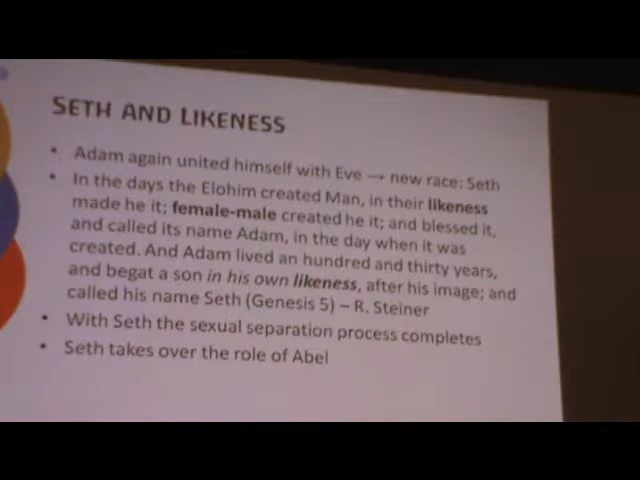 SETH AND LIKENESS
• Adam again united himself with Eve → new race: Seth
• In the days the Elohim created Man, in their likeness
made he it; female-male created he it; and blessed it,
and called its name Adam, in the day when it was
created. And Adam lived an hundred and thirty years,
and begat a son in his own likeness, after his image; and
called his name Seth (Genesis 5) – R. Steiner
• With Seth the sexual separation process completes
• Seth takes over the role of Abel